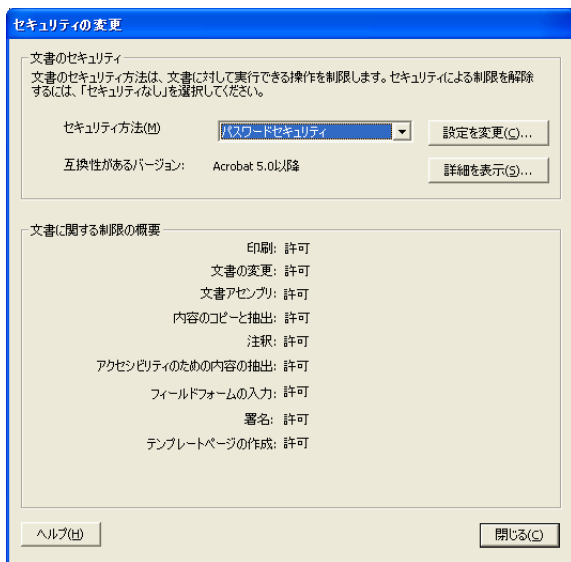 セキュリティの変更
文書のセキュリティ
文書のセキュリティ方法は、文書に対して実行できる操作を制限します。セキュリティによる制限を解除
するには、「セキュリティなし」を選択してください。
セキュリティ方法(M) パスワードセキュリティ 設定を変更(C)...
互換性があるバージョン: Acrobat 5.0以降 詳細を表示(S)...
文書に関する制限の概要
印刷: 許可
文書の変更: 許可
文書アセンブリ: 許可
内容のコピーと抽出: 許可
注釈: 許可
アクセシビリティのための内容の抽出: 許可
フィールドフォームの入力: 許可
署名: 許可
テンプレートページの作成: 許可
ヘルプ(H) 閉じる(C)